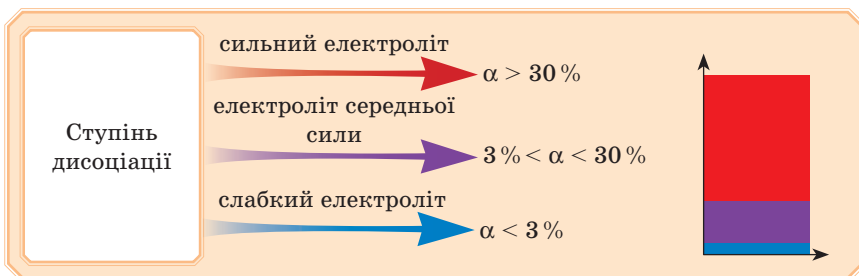 Ступінь
дисоціації
сильний електроліт
α > 30 %
електроліт середньої
сили
3 % < α < 30 %
слабкий електроліт
α < 3 %